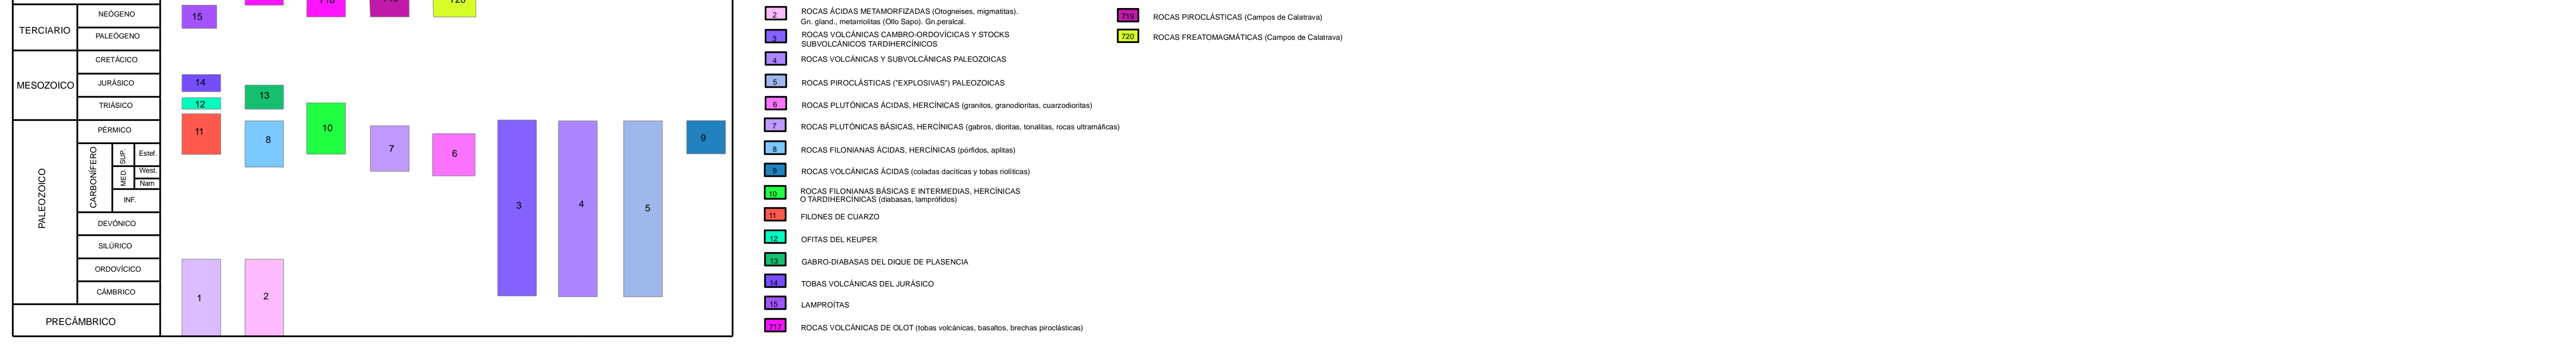 NEÓGENO
TERCIARIO
PALEÓGENO
CRETÁCICO
MESOZOICO
JURÁSICO
TRIÁSICO
PÉRMICO
PALEOZOICO
CARBONÍFERO
SUP.
Estef.
MED.
West.
Nam
INF.
DEVÓNICO
SILÚRICO
ORDOVÍCICO
CÁMBRICO
PRECÁMBRICO
15
14
12
13
11
8
10
7
6
3
4
5
9
1
2
2 ROCAS ÁCIDAS METAMORFIZADAS (Otogneises, migmatitas).
Gn. gland., metarriolitas (Ollo Sapo). Gn.peralcal.
3 ROCAS VOLCÁNICAS CAMBRO-ORDOVÍCICAS Y STOCKS
SUBVOLCÁNICOS TARDIHERCÍNICOS
4 ROCAS VOLCÁNICAS Y SUBVOLCÁNICAS PALEOZOICAS
5 ROCAS PIROCLÁSTICAS ("EXPLOSIVAS") PALEOZOICAS
6 ROCAS PLUTÓNICAS ÁCIDAS, HERCÍNICAS (granitos, granodioritas, cuarzodioritas)
7 ROCAS PLUTÓNICAS BÁSICAS, HERCÍNICAS (gabros, dioritas, tonalitas, rocas ultramáficas)
8 ROCAS FILONIANAS ÁCIDAS, HERCÍNICAS (pórfidos, aplitas)
9 ROCAS VOLCÁNICAS ÁCIDAS (coladas dacíticas y tobas riolíticas)
10 ROCAS FILONIANAS BÁSICAS E INTERMEDIAS, HERCÍNICAS
O TARDIHERCÍNICAS (diabasas, lamprófidos)
11 FILONES DE CUARZO
12 OFITAS DEL KEUPER
13 GABRO-DIABASAS DEL DIQUE DE PLASENCIA
14 TOBAS VOLCÁNICAS DEL JURÁSICO
15 LAMPROÍTAS
717 ROCAS VOLCÁNICAS DE OLOT (tobas volcánicas, basaltos, brechas piroclásticas)
719 ROCAS PIROCLÁSTICAS (Campos de Calatrava)
720 ROCAS FREATOMAGMÁTICAS (Campos de Calatrava)